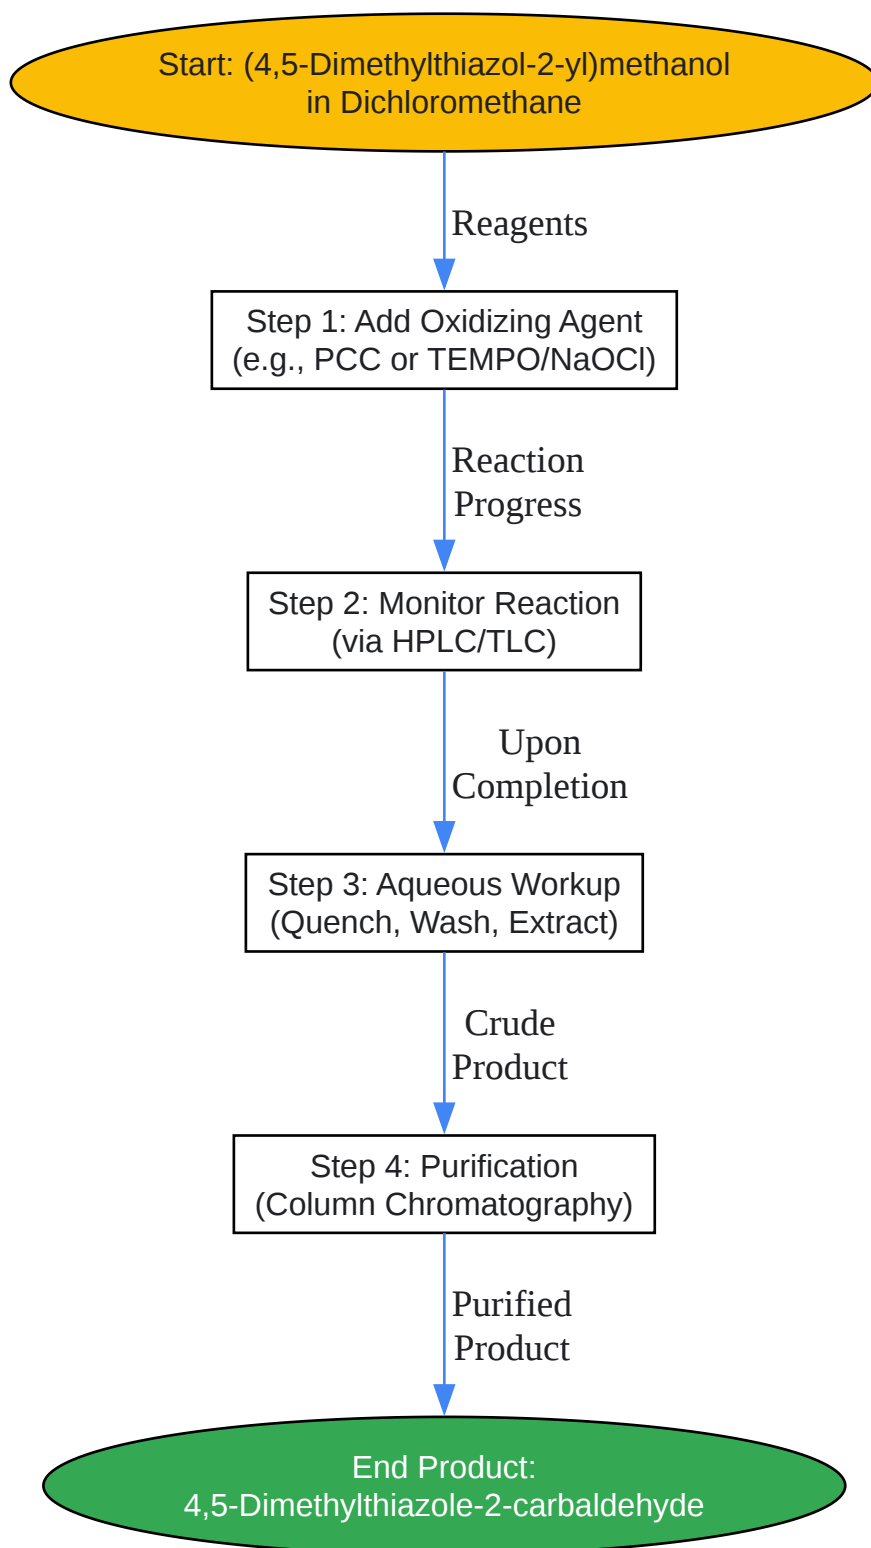 Start: (4,5-Dimethylthiazol-2-yl)methanol
in Dichloromethane
Reagents
Step 1: Add Oxidizing Agent
(e.g., PCC or TEMPO/NaOCl)
Reaction
Progress
Step 2: Monitor Reaction
(via HPLC/TLC)
Upon
Completion
Step 3: Aqueous Workup
(Quench, Wash, Extract)
Crude
Product
Step 4: Purification
(Column Chromatography)
Purified
Product
End Product:
4,5-Dimethylthiazole-2-carbaldehyde